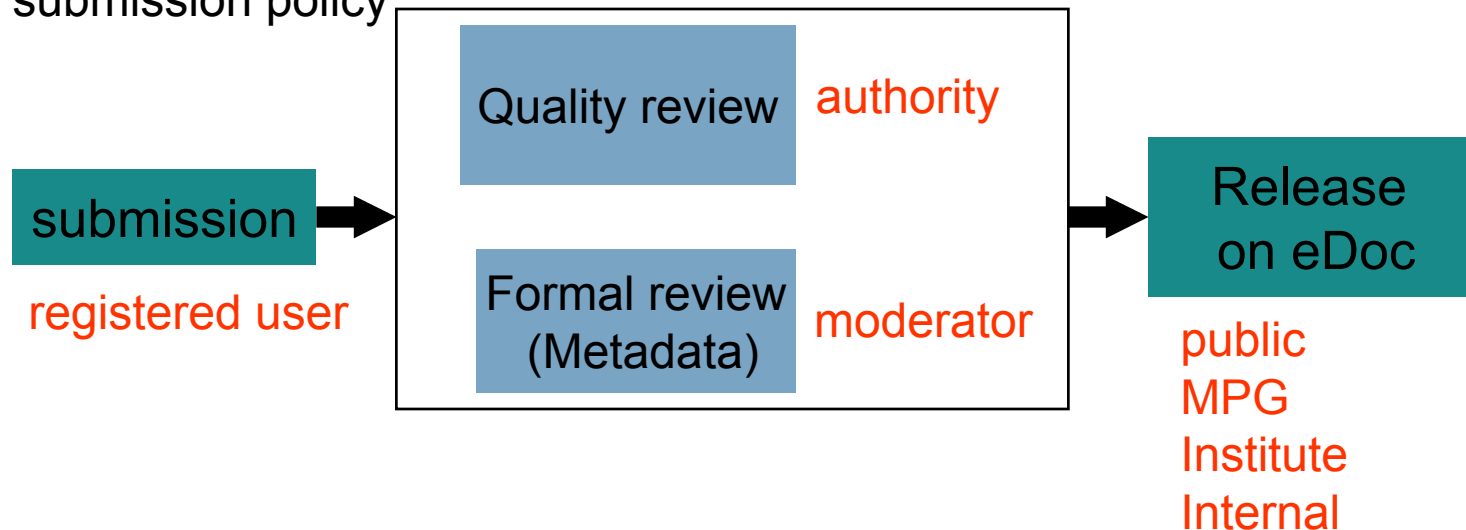 submission policy
Quality review
authority
submission
registered user
Formal review
(Metadata)
moderator
Release
on eDoc
public
MPG
Institute
Internal